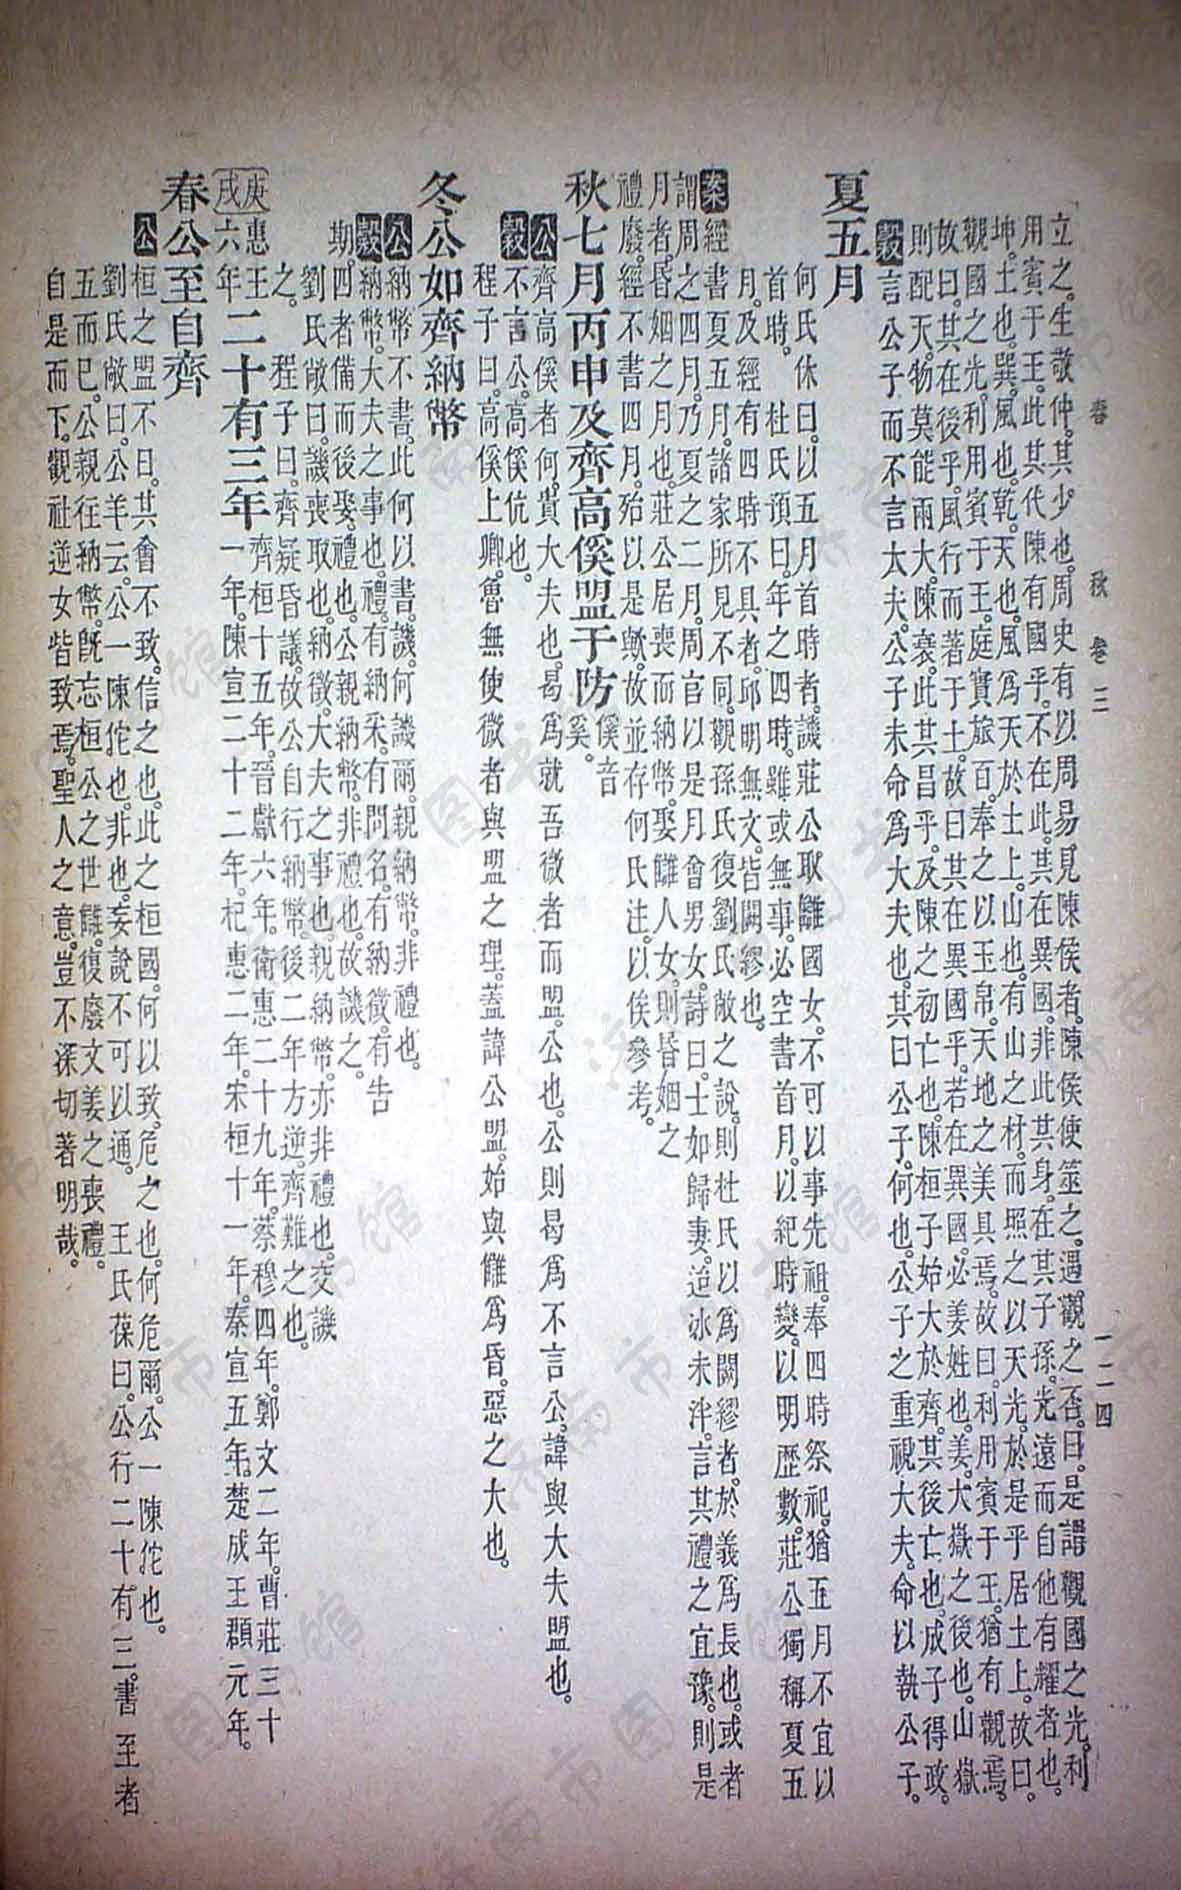 春　秋　卷三　一二四
立之。生敬仲。其少也。周史有以周易見陳侯者。陳侯使筮之。遇觀之否。曰。是謂觀國之光。利
用賓于王。此其代陳有國乎。不在此。其在異國。非此其身。在其子孫。光遠而自他有耀者也。
坤。土也。巽。風也。乾。天也。風爲天於土上。山也。有山之材。而照之以天光。於是乎居土上。故曰。
觀國之光。利用賓于王。庭實旅百。奉之以玉帛。天地之美具焉。故曰。利用賓于王。猶有觀焉。
故曰。其在後乎。風行而著于土。故曰其在異國乎。若在異國。必姜姓也。姜。大嶽之後也。山嶽
則配天。物莫能兩大。陳衰。此其昌乎。及陳之初亡也。陳桓子始大於齊。其後亡也。成子得政。
穀言公子而不言大夫。公子未命爲大夫也。其曰公子。何也。公子之重視大夫。命以執公子。
夏五月
何氏休曰。以五月首時者。譏莊公取讎國女。不可以事先祖。奉四時祭祀。猶五月不宜以
首時。　杜氏預曰。年之四時。雖或無事。必空書首月。以紀時變。以明歷數。莊公獨稱夏五
月。及經有四時不具者。邱明無文。皆闕繆也。
案經書夏五月。諸家所見不同。觀孫氏復劉氏敞之說。則杜氏以爲闕繆者。於義爲長也。或者
謂周之四月。乃夏之二月。周官以是月會男女。詩曰。士如歸妻。迨冰未泮。言其禮之宜豫。則是
月者。昏姻之月也。莊公居喪而納幣。娶讎人女。則昏姻之
禮廢。經不書四月。殆以是歟。故並存何氏注。以俟參考。
秋七月丙申及齊高傒盟于防傒音
奚。
公齊高傒者何。貴大夫也。曷爲就吾微者而盟。公也。公則曷爲不言公。諱與大夫盟也。
穀不言公。高傒伉也。
程子曰。高傒上卿。魯無使微者與盟之理。蓋諱公盟。始與讎爲昏。惡之大也。
冬公如齊納幣
公納幣不書。此何以書。譏。何譏爾。親納幣。非禮也。
穀納幣。大夫之事也。禮。有納采。有問名。有納徵。有告
期。四者備而後娶。禮也。公親納幣。非禮也。故譏之。
劉氏敞曰。譏喪取也。納徵。大夫之事也。親納幣。亦非禮也。交譏
之。　程子曰。齊疑昏議。故公自行納幣。後二年方逆。齊難之也。
庚戌惠王六年二十有三年齊桓十五年。晉獻六年。衞惠二十九年。蔡穆四年。鄭文二年。曹莊三十
一年。陳宣二十二年。杞惠二年。宋桓十一年。秦宣五年。楚成王頵元年。
春公至自齊
公桓之盟不日。其會不致。信之也。此之桓國。何以致。危之也。何危爾。公一陳佗也。
劉氏敞曰。公羊云。公一陳佗也。非也。妄說不可以通。　王氏葆曰。公行二十有三。書至者
五而已。公親往納幣。旣忘桓公之世讎。復廢文姜之喪禮。
自是而下。觀社逆女皆致焉。聖人之意。豈不深切著明哉。